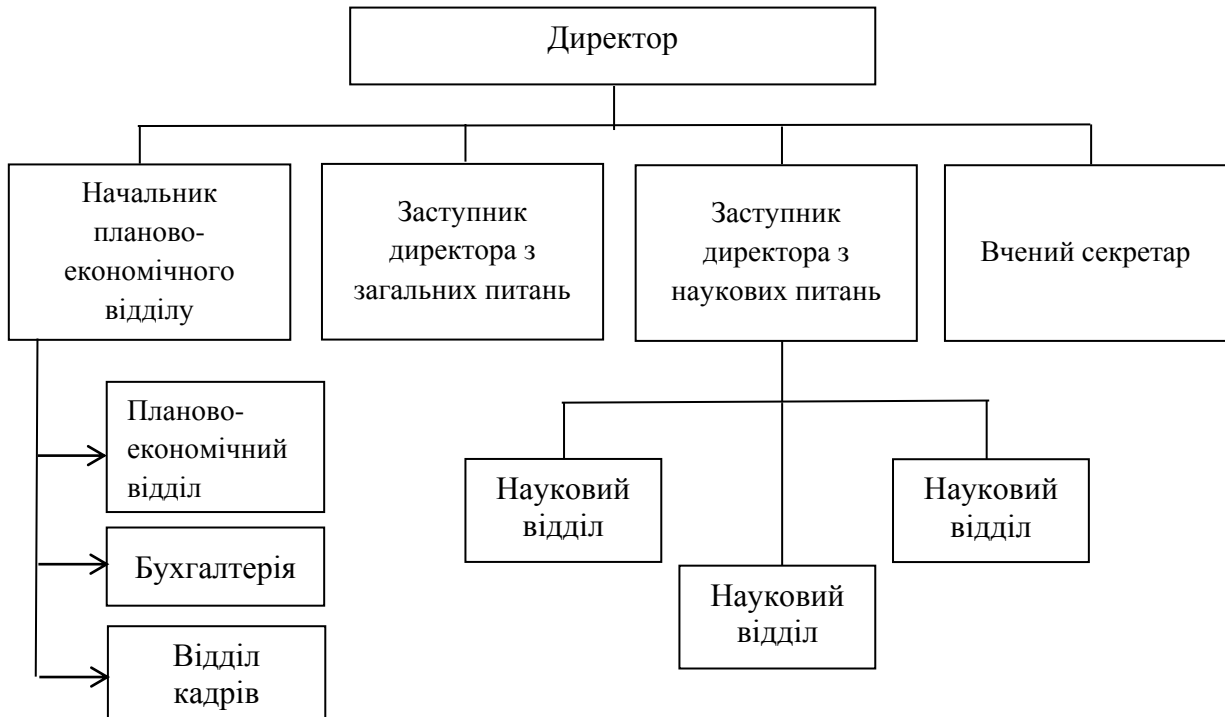 Директор
Начальник
планово-
економічного
відділу
Заступник
директора з
загальних питань
Заступник
директора з
наукових питань
Вчений секретар
Планово-
економічний
відділ
Бухгалтерія
Відділ
кадрів
Науковий
відділ
Науковий
відділ
Науковий
відділ